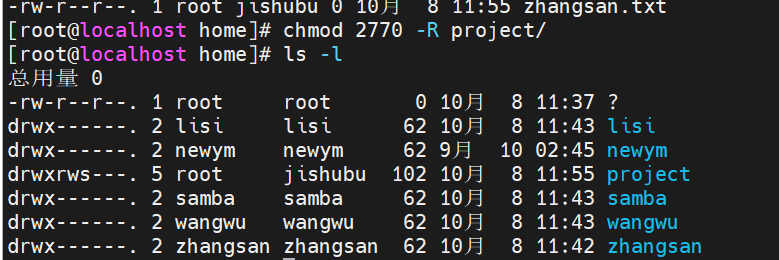 -rw-r--r--. 1 root jishubu 0 10月  8 11:55 zhangsan.txt
[root@localhost home]# chmod 2770 -R project/
[root@localhost home]# ls -l
总用量 0
-rw-r--r--. 1 root     root       0 10月  8 11:37 ?
drwx------. 2 lisi     lisi      62 10月  8 11:43 lisi
drwx------. 2 newym    newym     62 9月  10 02:45 newym
drwxrws---. 5 root     jishubu  102 10月  8 11:55 project
drwx------. 2 samba    samba     62 10月  8 11:43 samba
drwx------. 2 wangwu   wangwu    62 10月  8 11:43 wangwu
drwx------. 2 zhangsan zhangsan  62 10月  8 11:42 zhangsan